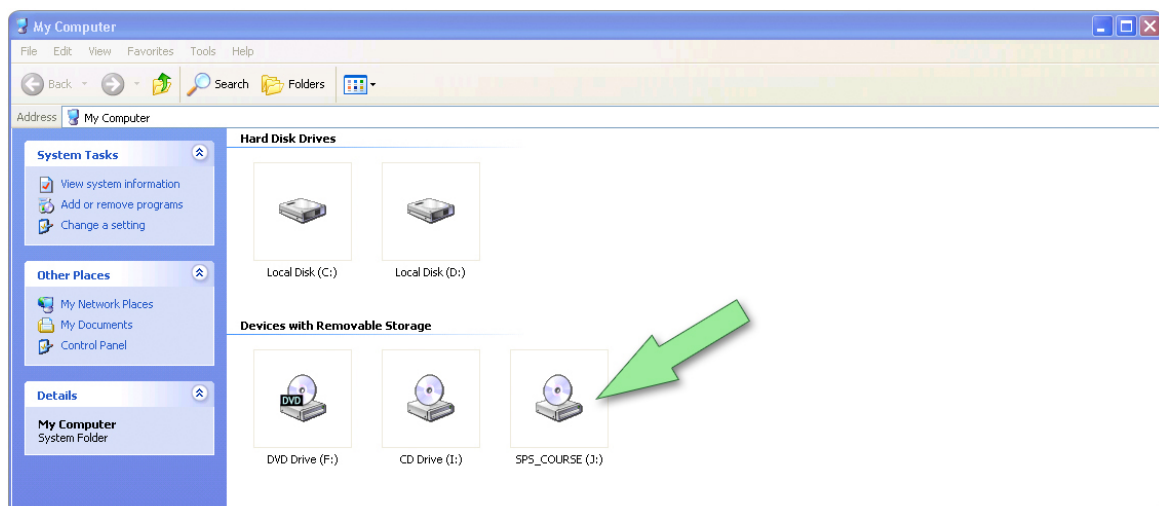 My Computer
File Edit View Favorites Tools Help
Back Search Folders
Address My Computer
System Tasks
View system information
Add or remove programs
Change a setting
Other Places
My Network Places
My Documents
Control Panel
Details
My Computer
System Folder
Hard Disk Drives
Local Disk (C:) Local Disk (D:)
Devices with Removable Storage
DVD
DVD Drive (F:) CD Drive (I:) SPS_COURSE (J:)